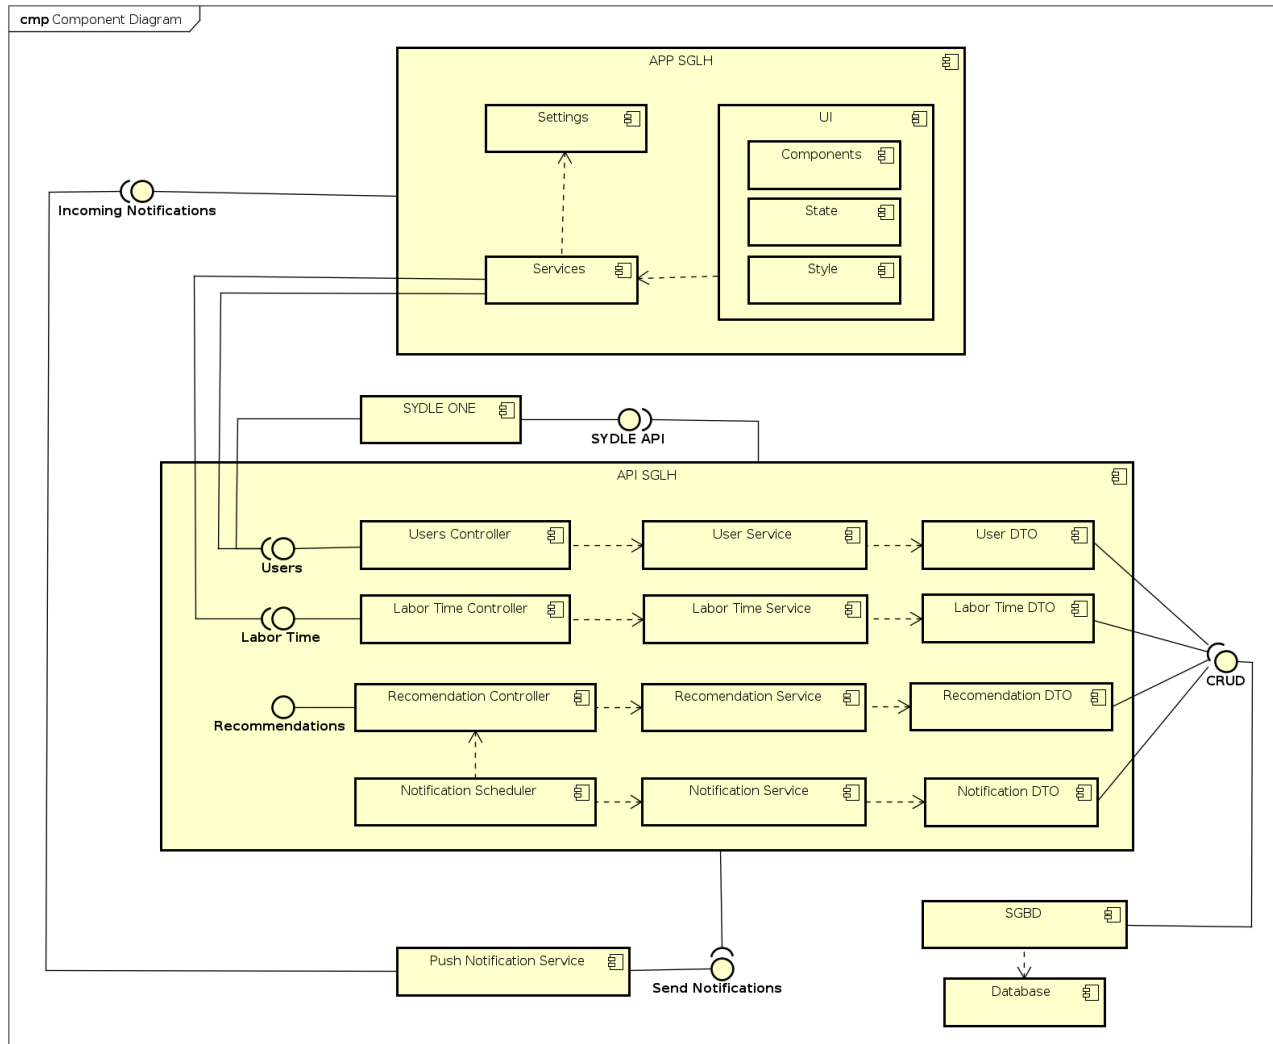 cmp Component Diagram
APP SGLH
Settings
UI
Components
State
Style
Services
Incoming Notifications
SYDLE ONE
SYDLE API
API SGLH
Users Controller
User Service
User DTO
Users
Labor Time Controller
Labor Time Service
Labor Time DTO
Labor Time
Recomendation Controller
Recomendation Service
Recomendation DTO
CRUD
Recommendations
Notification Scheduler
Notification Service
Notification DTO
SGBD
Push Notification Service
Send Notifications
Database